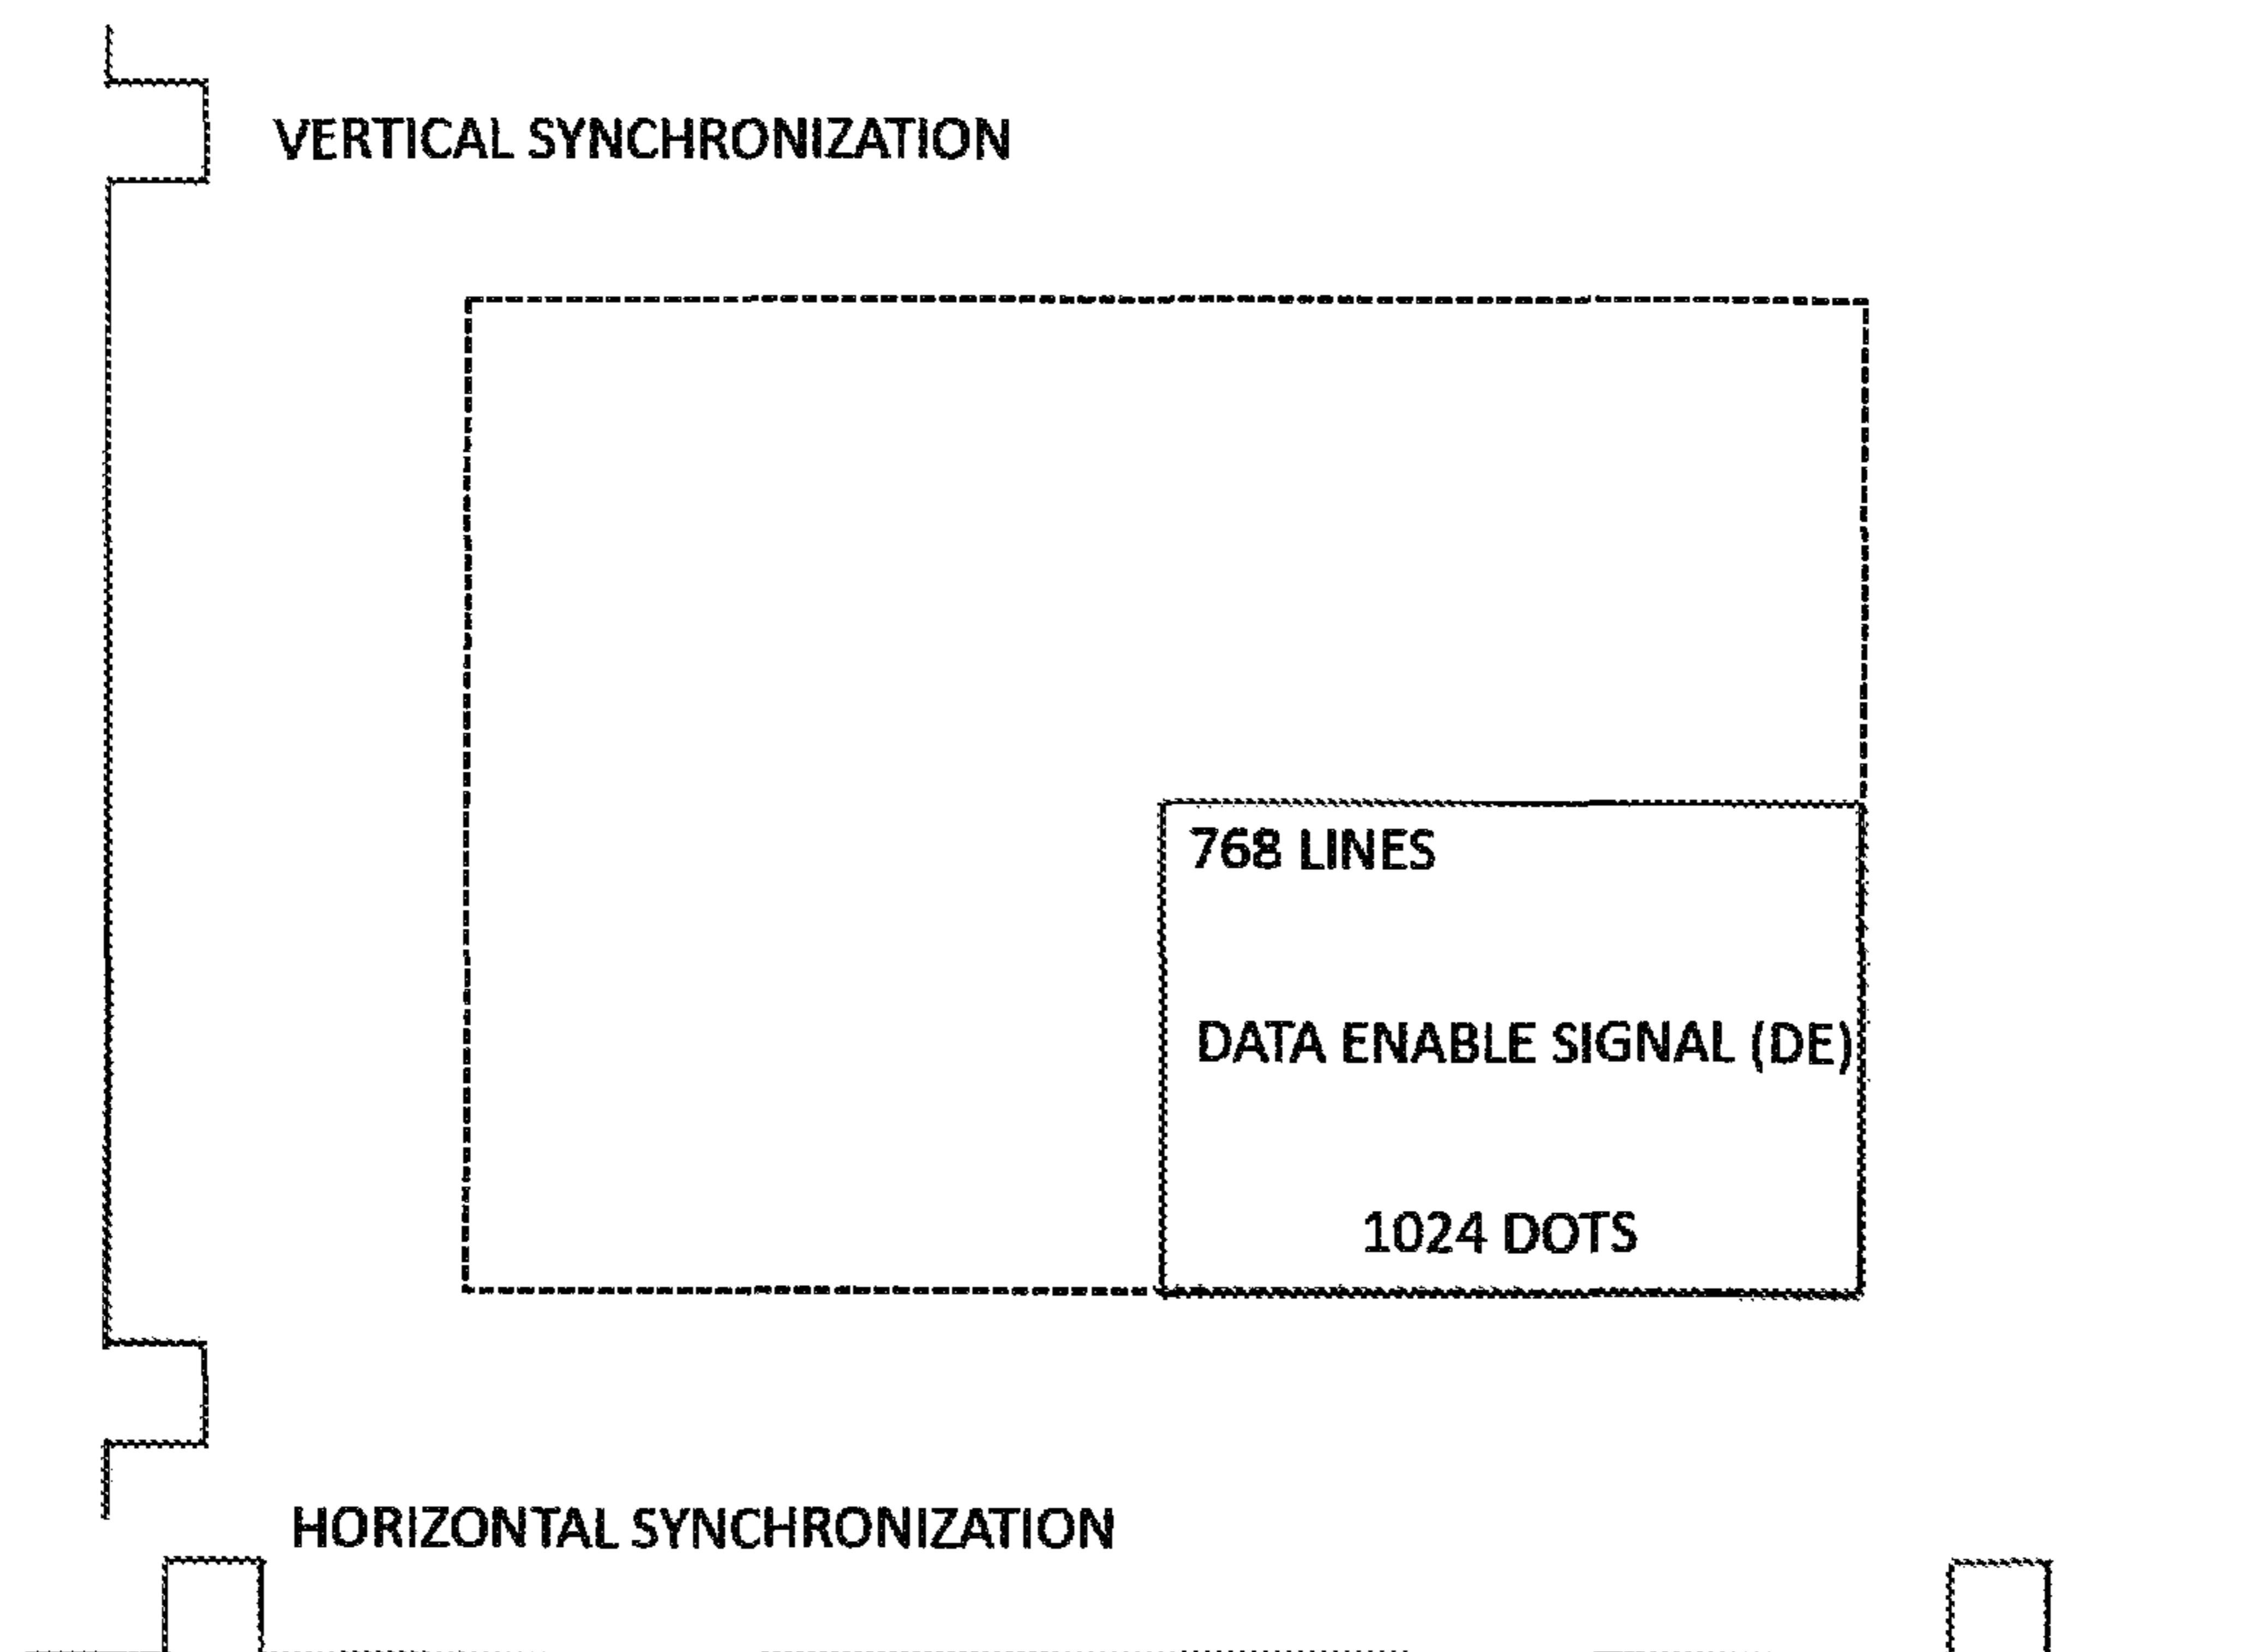 VERTICAL SYNCHRONIZATION
768 LINES
DATA ENABLE SIGNAL (DE)
1024 DOTS
HORIZONTAL SYNCHRONIZATION